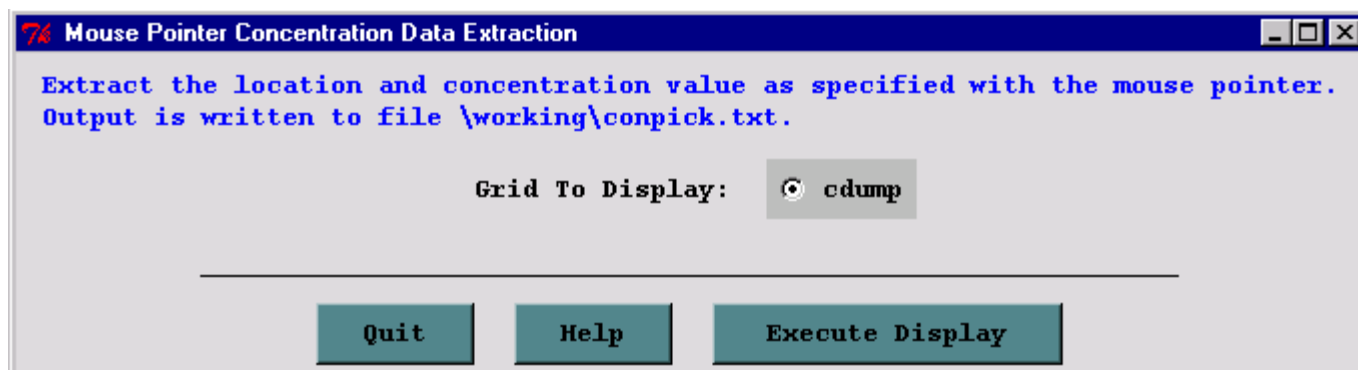 Mouse Pointer Concentration Data Extraction
Extract the location and concentration value as specified with the mouse pointer.
Output is written to file \working\conpick.txt.
Grid To Display: cdump
Quit Help Execute Display